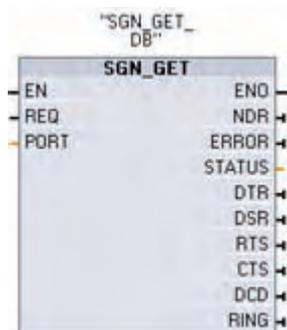 "SGN_GET_
DB"
SGN_GET
EN ENO
REQ NDR
PORT ERROR
STATUS
DTR
DSR
RTS
CTS
DCD
RING